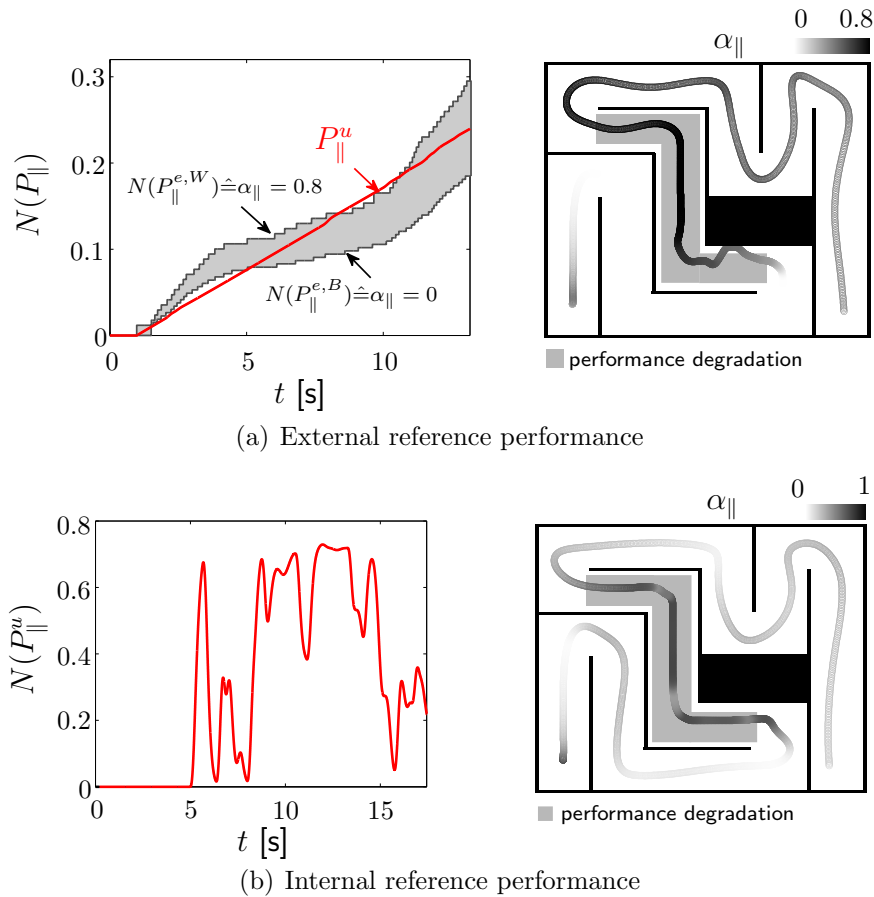 0 0.8
α∥
0.3
0.2
0.1
0
N(P∥)
P∥^u
N(P∥^{e,W})≙α∥ = 0.8
N(P∥^{e,B})≙α∥ = 0
0 5 10
t [s]
performance degradation
(a) External reference performance
0 1
α∥
0.8
0.6
0.4
0.2
0
N(P∥^u)
0 5 10 15
t [s]
performance degradation
(b) Internal reference performance